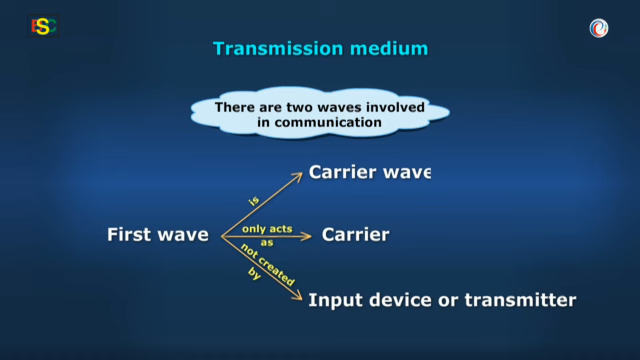 ESC
Transmission medium
There are two waves involved
in communication
Carrier wave
is
First wave
only acts
as
Carrier
not created
by
Input device or transmitter